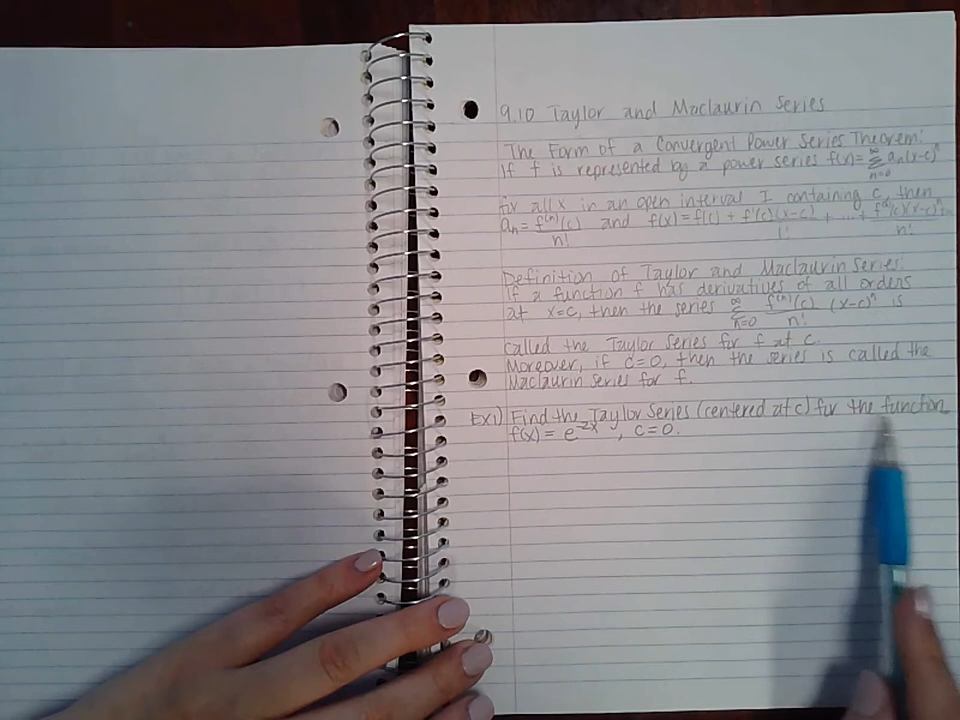 9.10 Taylor and Maclaurin Series
The Form of a Convergent Power Series Theorem:
If f is represented by a power series f(x)= ∞Σn=0 an(x-c)^n
for all x in an open interval I containing c, then
an = f^(n)(c)/n! and f(x) = f(c) + f'(c)(x-c)/1! + ... + f^(n)(c)(x-c)^n/n! ...
Definition of Taylor and Maclaurin Series:
If a function f has derivatives of all orders
at x=c, then the series ∞Σn=0 f^(n)(c)/n! (x-c)^n is
called the Taylor Series for f at c.
Moreover, if c=0, then the series is called the
Maclaurin Series for f.
Ex1) Find the Taylor Series (centered at c) for the function
f(x) = e^-2x, c=0.